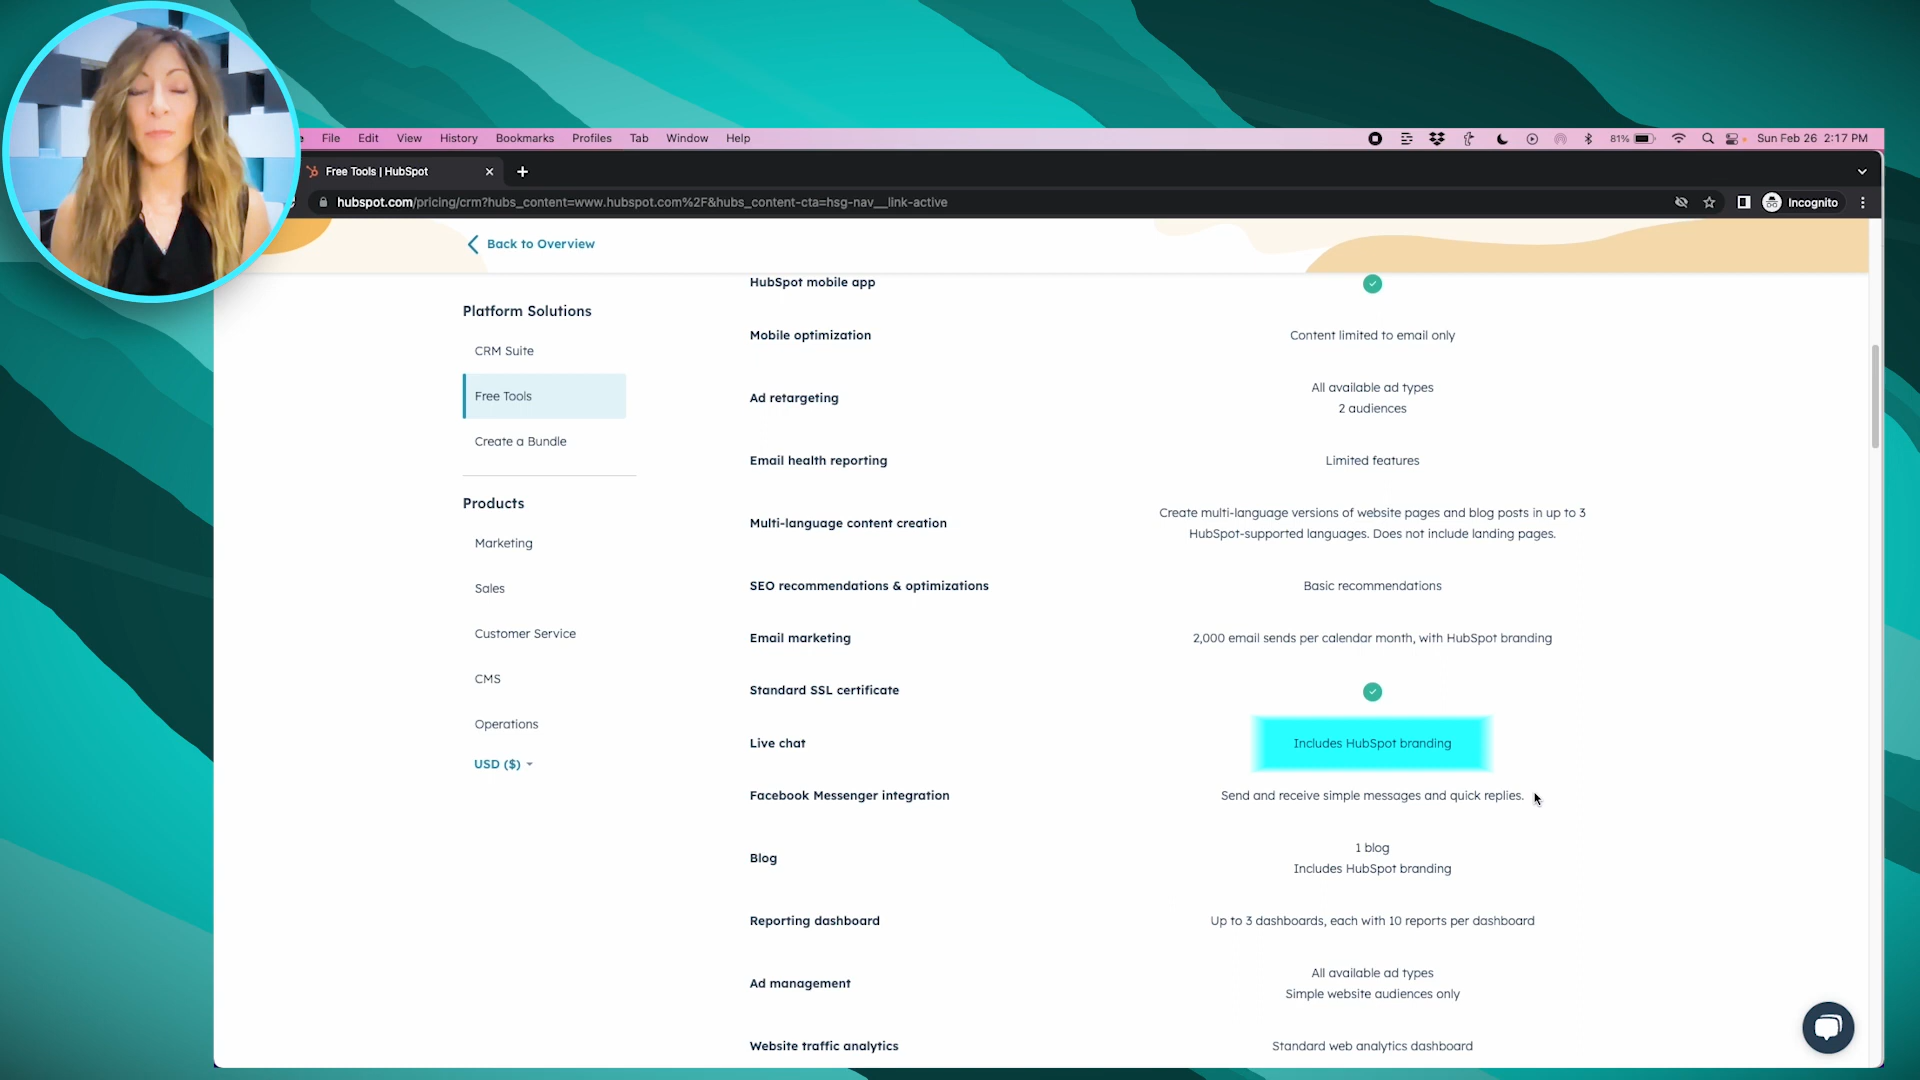 File Edit View History Bookmarks Profiles Tab Window Help 81% Sun Feb 26 2:17 PM
Free Tools | HubSpot
hubspot.com/pricing/crm?hubs_content=www.hubspot.com%2F&hubs_content-cta=hsg-nav__link-active Incognito
Back to Overview
Platform Solutions
CRM Suite
Free Tools
Create a Bundle
Products
Marketing
Sales
Customer Service
CMS
Operations
USD ($)
HubSpot mobile app
Mobile optimization
Content limited to email only
Ad retargeting
All available ad types
2 audiences
Email health reporting
Limited features
Multi-language content creation
Create multi-language versions of website pages and blog posts in up to 3
HubSpot-supported languages. Does not include landing pages.
SEO recommendations & optimizations
Basic recommendations
Email marketing
2,000 email sends per calendar month, with HubSpot branding
Standard SSL certificate
Live chat
Includes HubSpot branding
Facebook Messenger integration
Send and receive simple messages and quick replies.
Blog
1 blog
Includes HubSpot branding
Reporting dashboard
Up to 3 dashboards, each with 10 reports per dashboard
Ad management
All available ad types
Simple website audiences only
Website traffic analytics
Standard web analytics dashboard